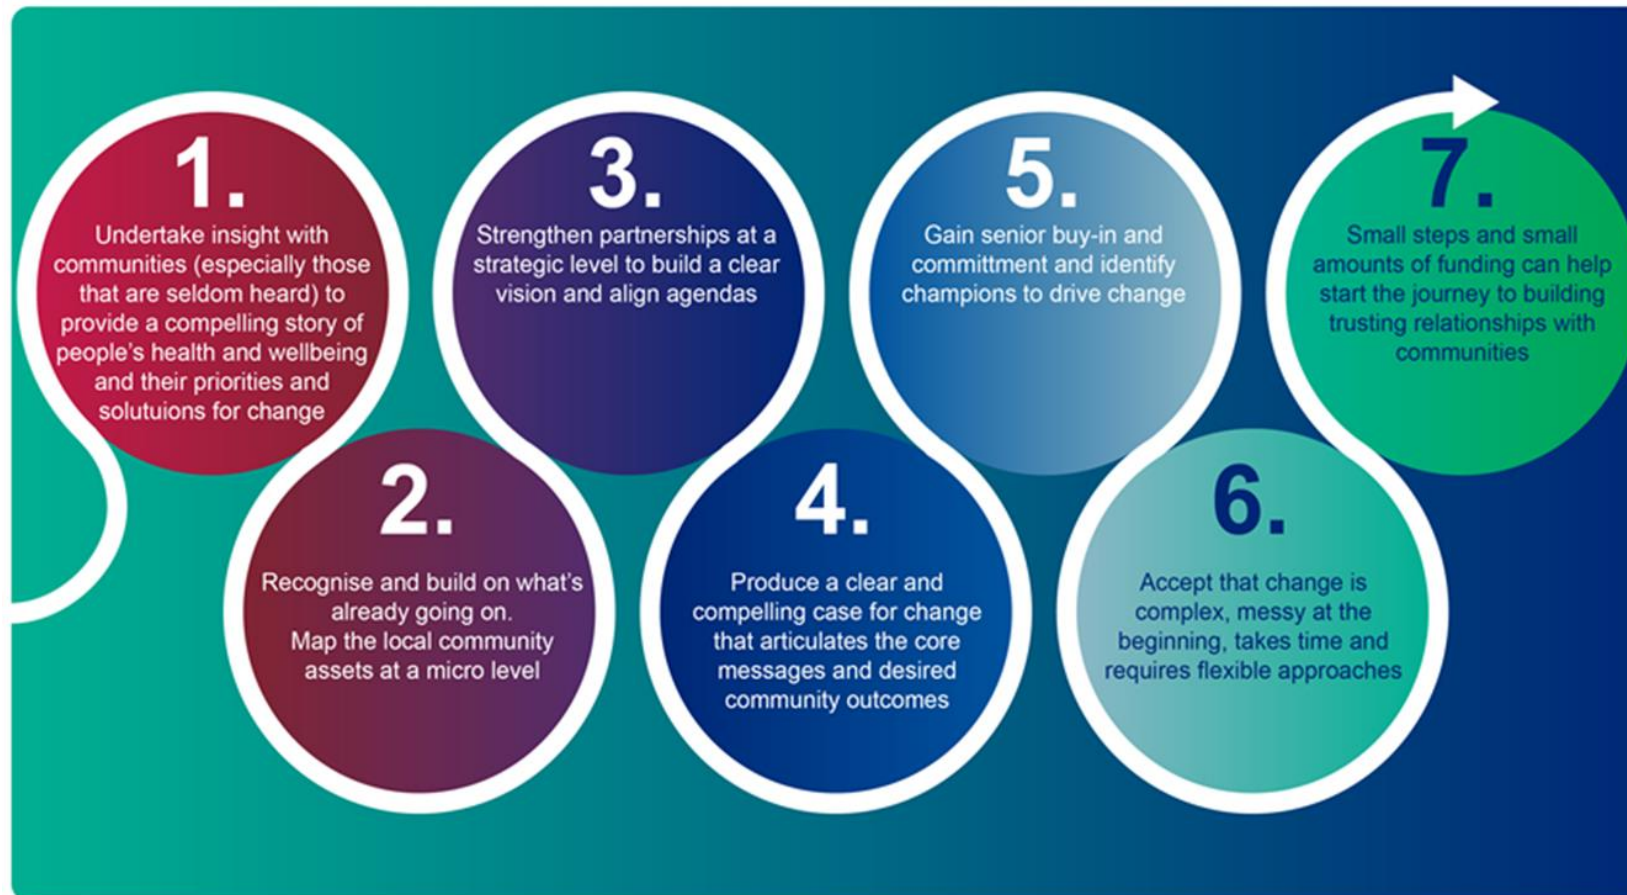 1.
Undertake insight with
communities (especially those
that are seldom heard) to
provide a compelling story of
people's health and wellbeing
and their priorities and
solutuions for change
2.
Recognise and build on what's
already going on.
Map the local community
assets at a micro level
3.
Strengthen partnerships at a
strategic level to build a clear
vision and align agendas
4.
Produce a clear and
compelling case for change
that articulates the core
messages and desired
community outcomes
5.
Gain senior buy-in and
committment and identify
champions to drive change
6.
Accept that change is
complex, messy at the
beginning, takes time and
requires flexible approaches
7.
Small steps and small
amounts of funding can help
start the journey to building
trusting relationships with
communities